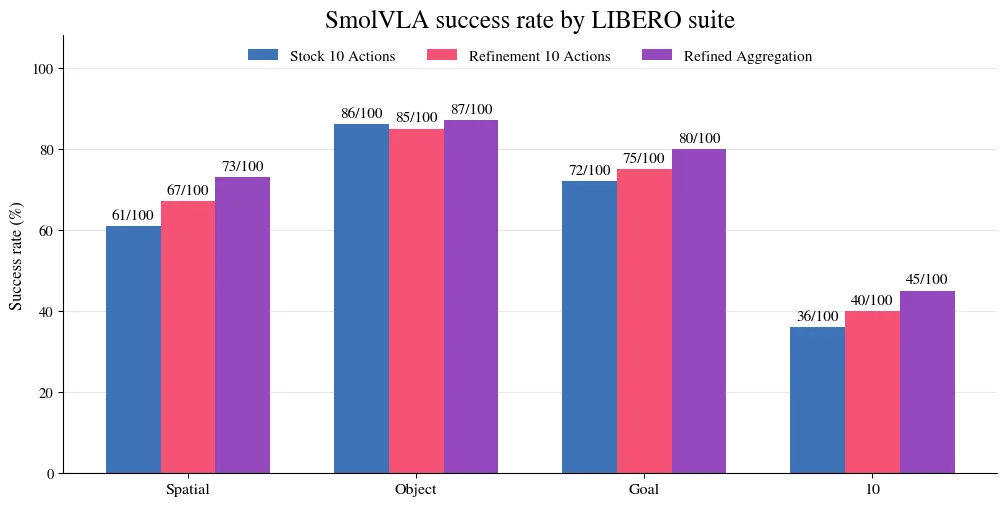 SmolVLA success rate by LIBERO suite
Stock 10 Actions Refinement 10 Actions Refined Aggregation
Success rate (%)
100
80
60
40
20
0
61/100 67/100 73/100
86/100 85/100 87/100
72/100 75/100 80/100
36/100 40/100 45/100
Spatial Object Goal 10